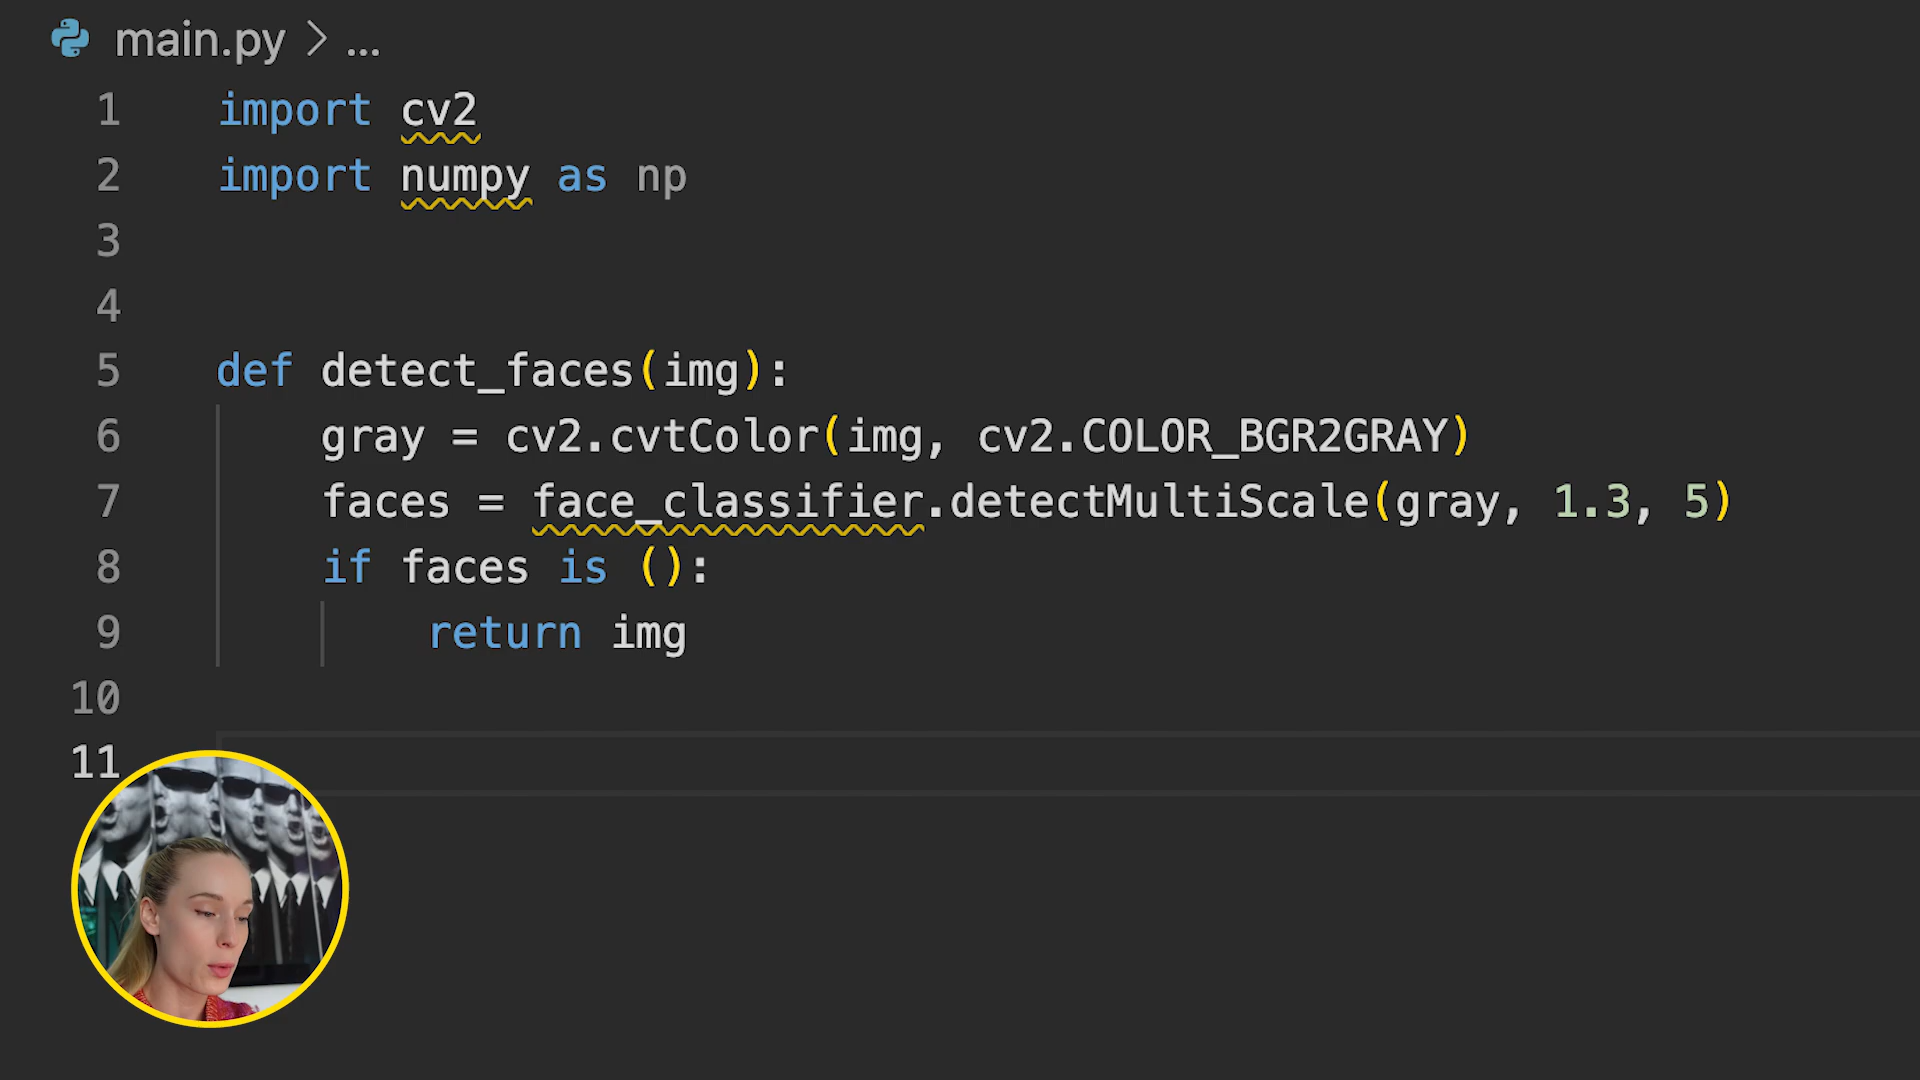 main.py > ...
1 import cv2
2 import numpy as np
3
4
5 def detect_faces(img):
6 gray = cv2.cvtColor(img, cv2.COLOR_BGR2GRAY)
7 faces = face_classifier.detectMultiScale(gray, 1.3, 5)
8 if faces is ():
9 return img
10
11